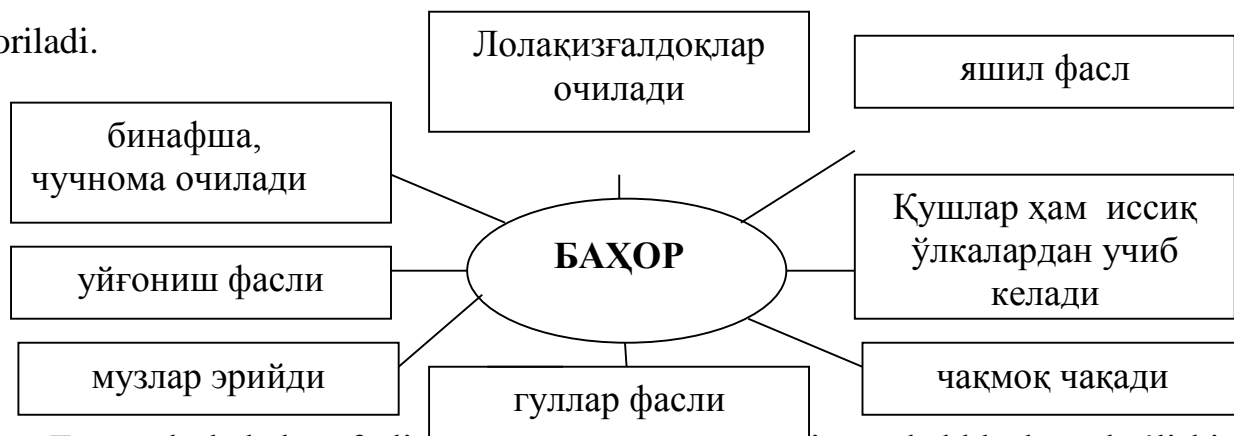 oriladi.
Лолақизғалдоқлар
очилади
яшил фасл
бинафша,
чучнома очилади
Қушлар ҳам иссиқ
ўлкалардан учиб
келади
БАҲОР
уйғониш фасли
музлар эрийди
гуллар фасли
чақмоқ чақади